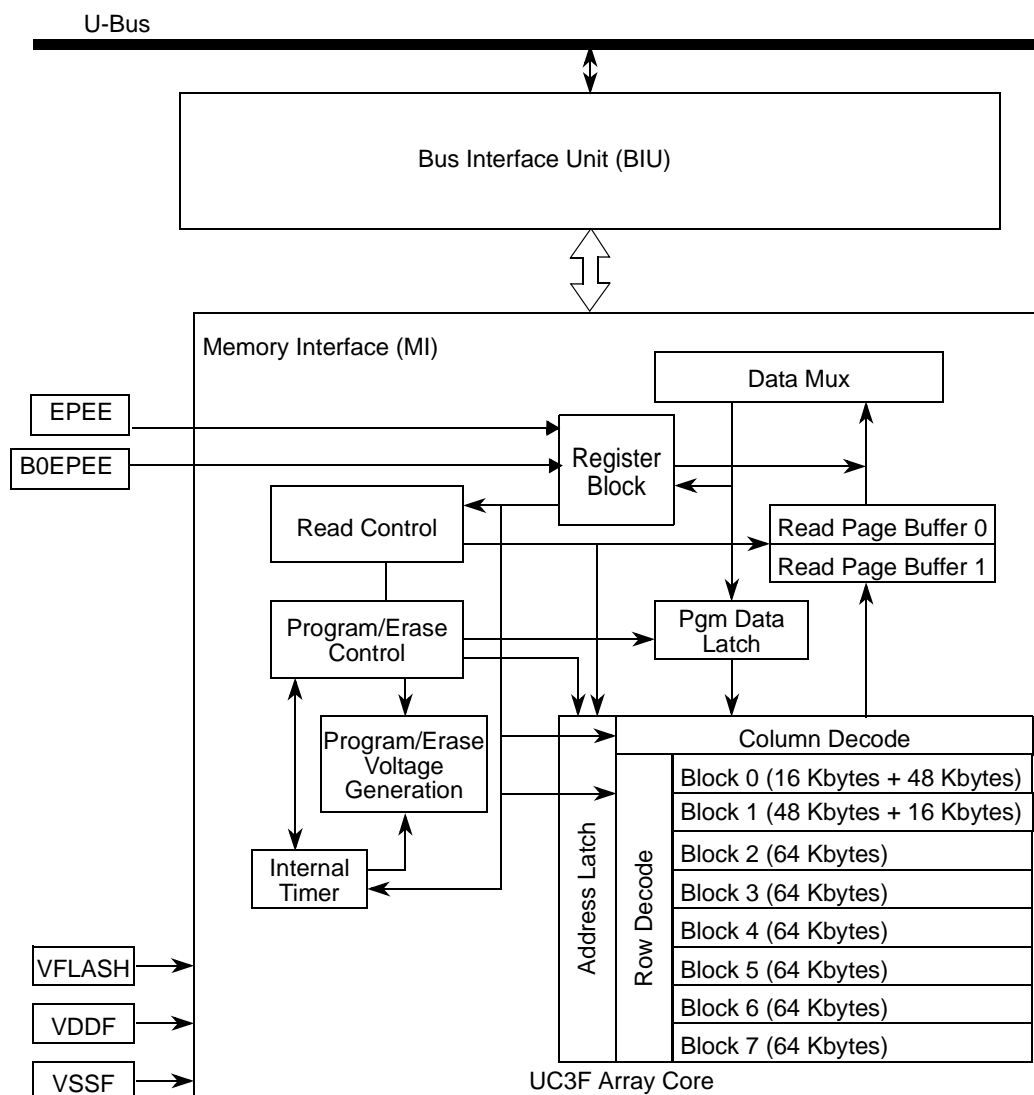 U-Bus
Bus Interface Unit (BIU)
Memory Interface (MI)
Data Mux
EPEE
B0EPEE
Register
Block
Read Control
Read Page Buffer 0
Read Page Buffer 1
Program/Erase
Control
Pgm Data
Latch
Program/Erase
Voltage
Generation
Internal
Timer
Column Decode
Address Latch
Row Decode
Block 0 (16 Kbytes + 48 Kbytes)
Block 1 (48 Kbytes + 16 Kbytes)
Block 2 (64 Kbytes)
Block 3 (64 Kbytes)
Block 4 (64 Kbytes)
Block 5 (64 Kbytes)
Block 6 (64 Kbytes)
Block 7 (64 Kbytes)
VFLASH
VDDF
VSSF
UC3F Array Core